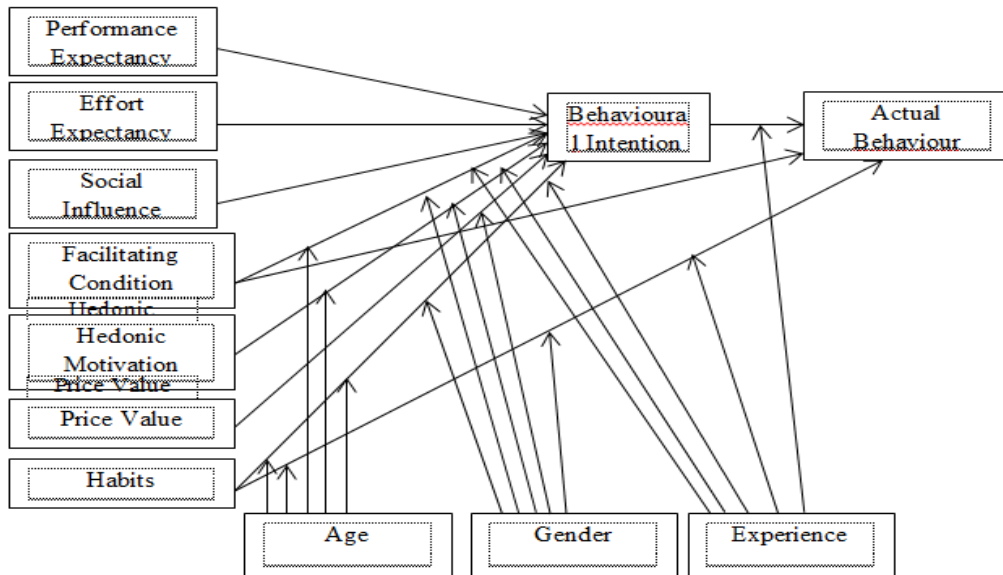 Performance
Expectancy
Effort
Expectancy
Behavioura
l Intention
Actual
Behaviour
Social
Influence
Facilitating
Condition
Hedonic
Hedonic
Motivation
Price Value
Price Value
Habits
Age
Gender
Experience